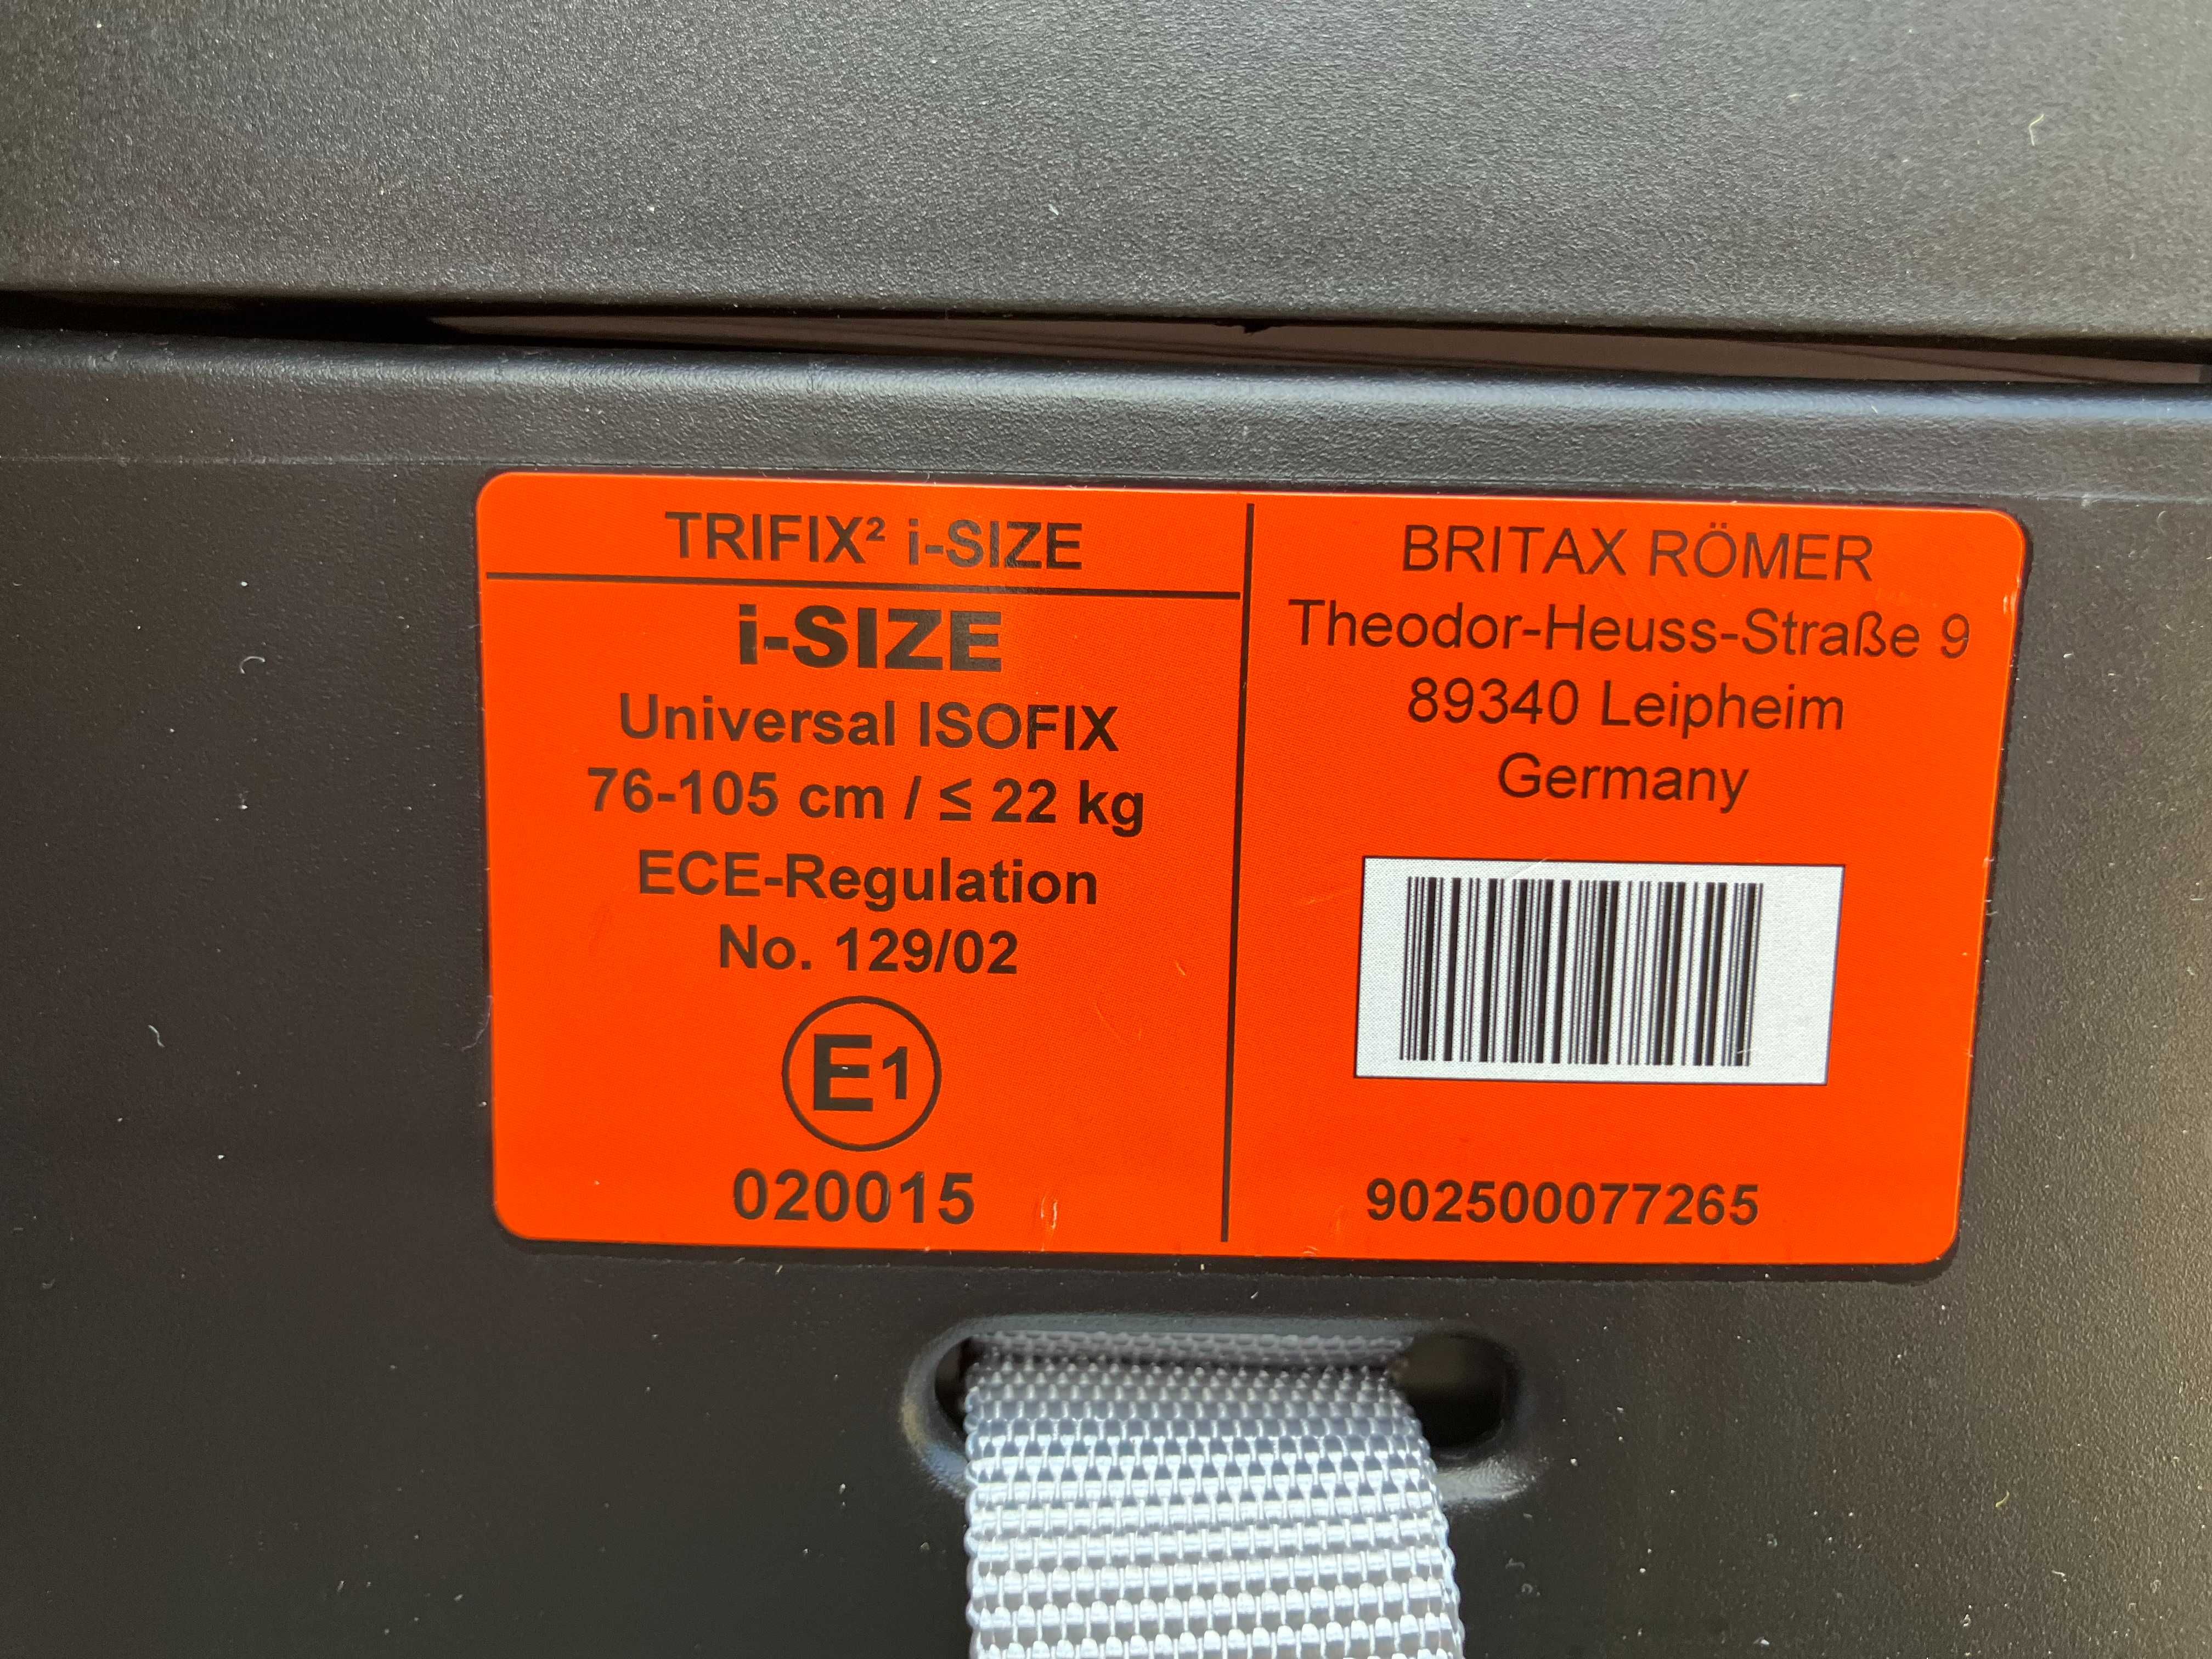 TRIFIX² i-SIZE
i-SIZE
Universal ISOFIX
76-105 cm / ≤ 22 kg
ECE-Regulation
No. 129/02
E1
020015
BRITAX RÖMER
Theodor-Heuss-Straße 9
89340 Leipheim
Germany
902500077265